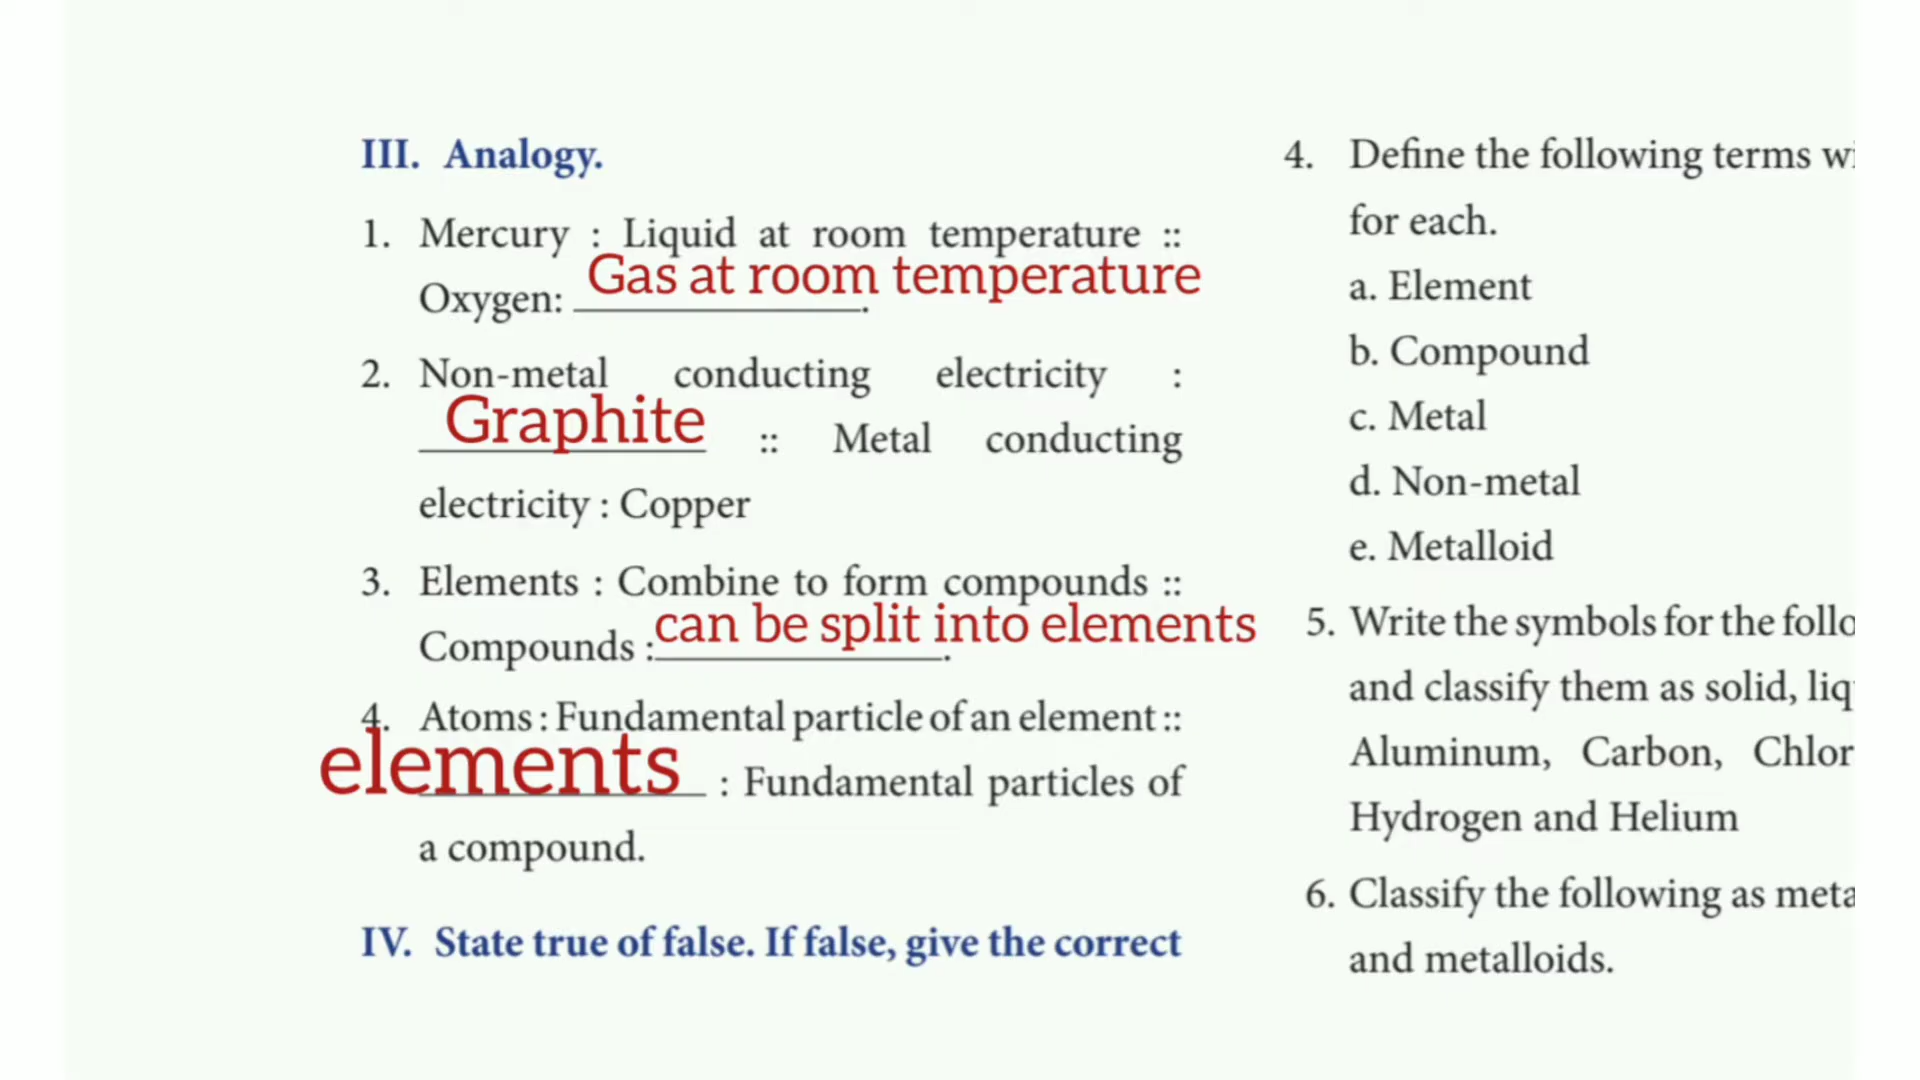 III. Analogy.
1. Mercury : Liquid at room temperature ::
Gas at room temperature
Oxygen: ____________.
2. Non-metal conducting electricity :
Graphite
____________ :: Metal conducting
electricity : Copper
3. Elements : Combine to form compounds ::
can be split into elements
Compounds :____________.
4. Atoms : Fundamental particle of an element ::
elements
____________ : Fundamental particles of
a compound.
IV. State true of false. If false, give the correct
4. Define the following terms wi
for each.
a. Element
b. Compound
c. Metal
d. Non-metal
e. Metalloid
5. Write the symbols for the follo
and classify them as solid, liq
Aluminum, Carbon, Chlor
Hydrogen and Helium
6. Classify the following as meta
and metalloids.